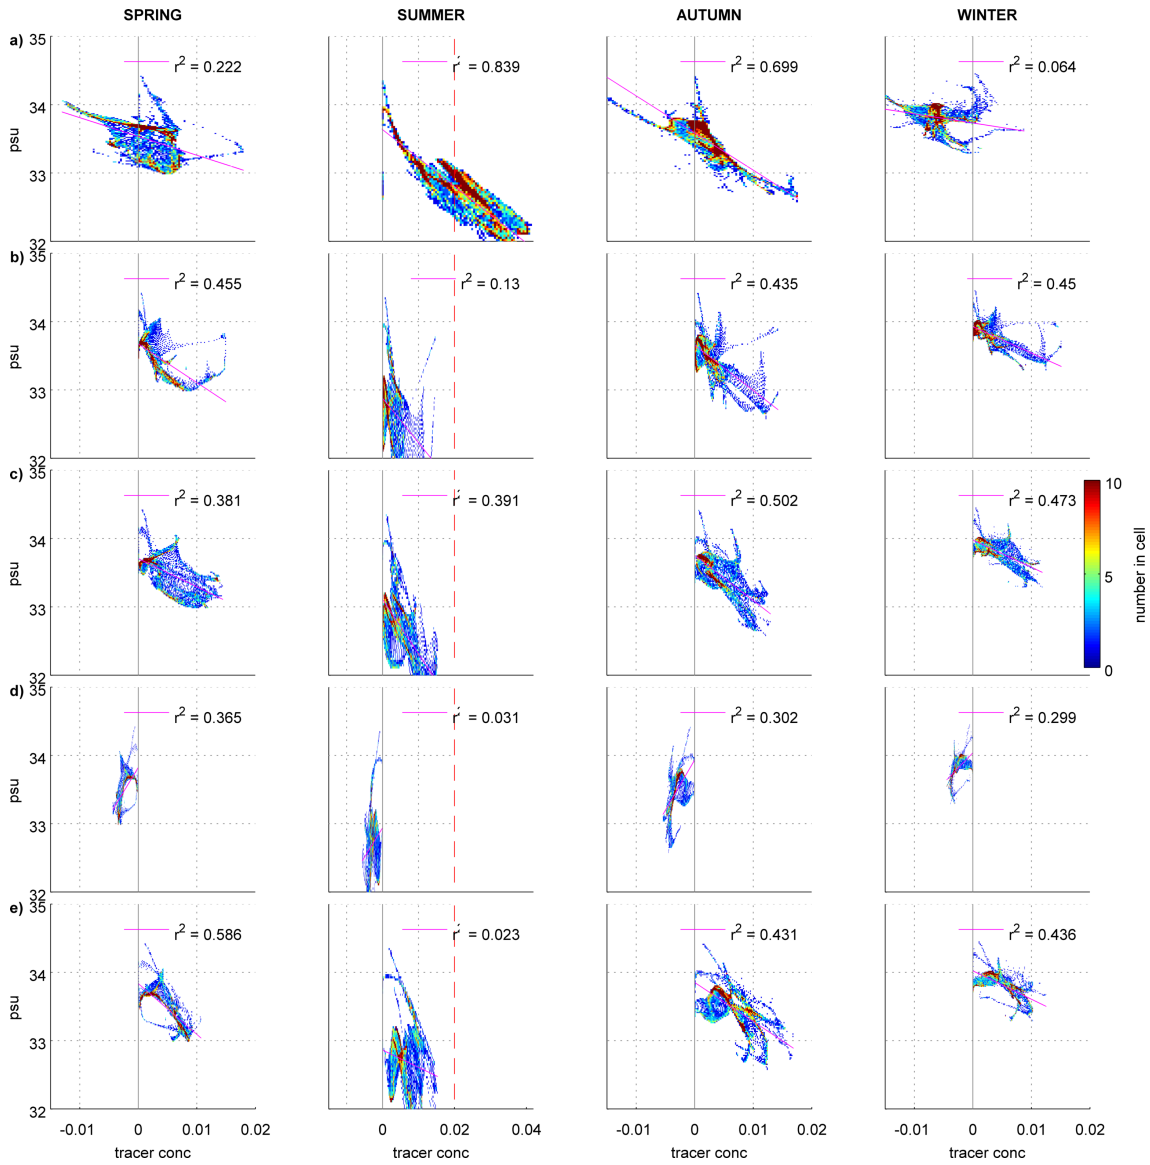 SPRING SUMMER AUTUMN WINTER
a) 35 r2 = 0.222 r2 = 0.839 r2 = 0.699 r2 = 0.064
34
psu
33
32
b) 35 r2 = 0.455 r2 = 0.13 r2 = 0.435 r2 = 0.45
34
psu
33
32
c) 35 r2 = 0.381 r2 = 0.391 r2 = 0.502 r2 = 0.473 10
34
psu 5 number in cell
33
32 0
d) 35 r2 = 0.365 r2 = 0.031 r2 = 0.302 r2 = 0.299
34
psu
33
32
e) 35 r2 = 0.586 r2 = 0.023 r2 = 0.431 r2 = 0.436
34
psu
33
32
-0.01 0 0.01 0.02 0 0.02 0.04 -0.01 0 0.01 0.02 -0.01 0 0.01 0.02
tracer conc tracer conc tracer conc tracer conc